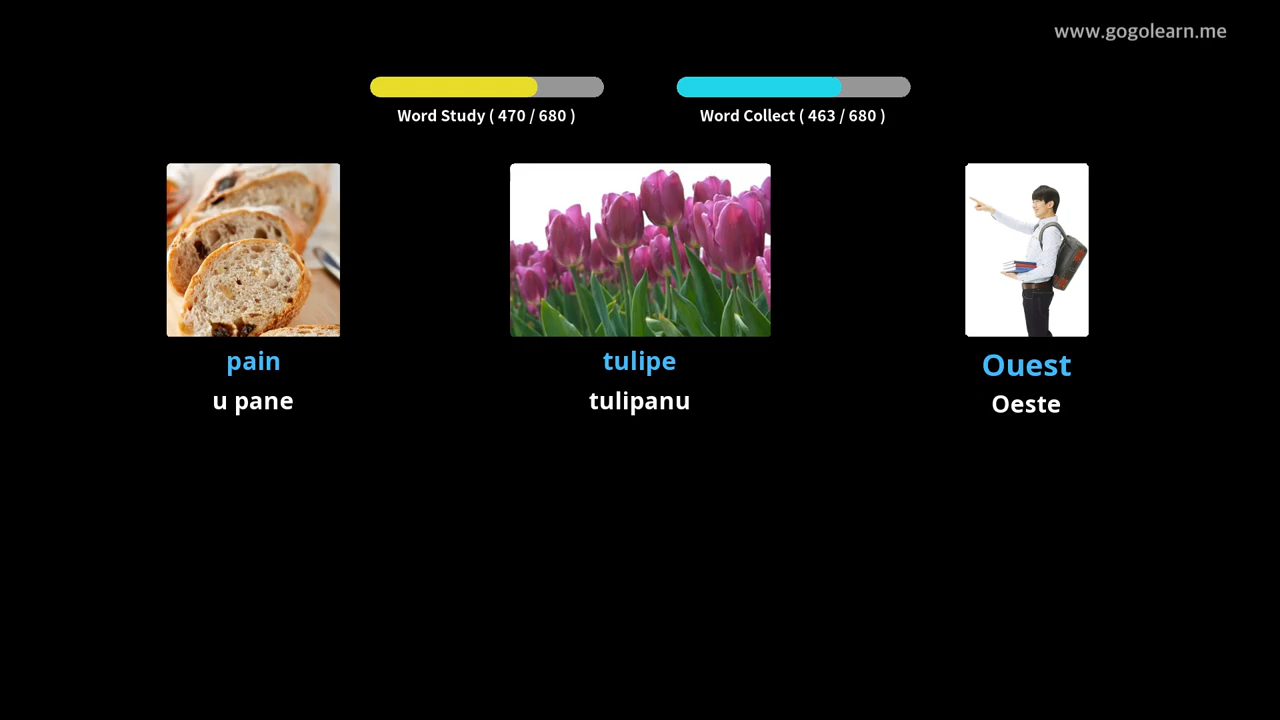 www.gogolearn.me
Word Study ( 470 / 680 )
Word Collect ( 463 / 680 )
pain
u pane
tulipe
tulipanu
Ouest
Oeste